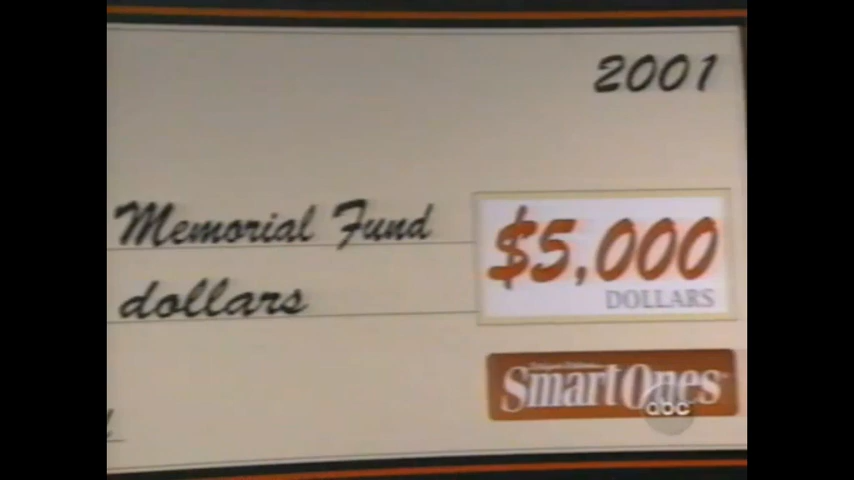 2001
Memorial Fund
$5,000
dollars
DOLLARS
SmartOnes
abc